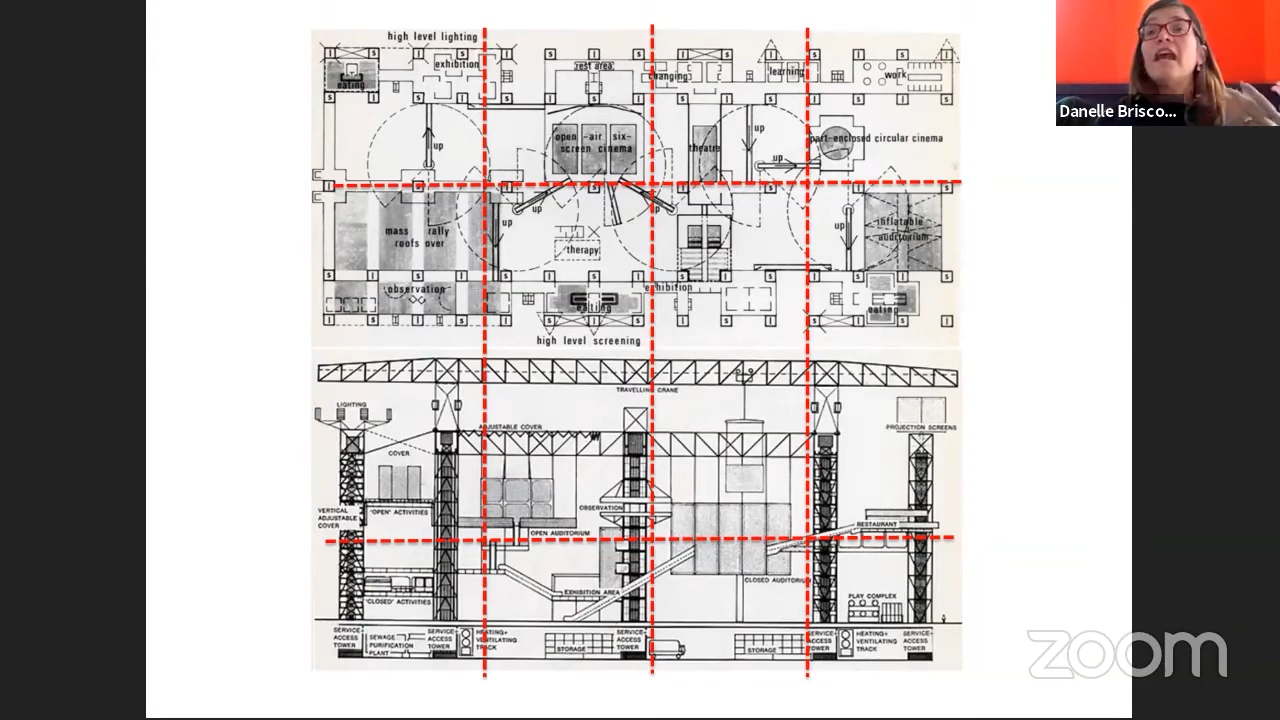 high level lighting
exhibition
eating
rest area
changing
learning
work
open -air six-
screen cinema
theatre
part-enclosed circular cinema
up
up
up
up
up
up
mass rally
roofs over
therapy
inflatable
auditorium
observation
exhibition
eating
eating
high level screening
TRAVELLING CRANE
LIGHTING
ADJUSTABLE COVER
PROJECTION SCREENS
COVER
VERTICAL
ADJUSTABLE
COVER
'OPEN' ACTIVITIES
OBSERVATION
OPEN AUDITORIUM
RESTAURANT
CLOSED AUDITORIUM
EXHIBITION AREA
'CLOSED' ACTIVITIES
PLAY COMPLEX
SERVICE+
ACCESS
TOWER
SEWAGE
PURIFICATION
PLANT
SERVICE+
ACCESS
TOWER
HEATING+
VENTILATING
TRACK
STORAGE
SERVICE+
ACCESS
TOWER
STORAGE
SERVICE+
ACCESS
TOWER
HEATING+
VENTILATING
TRACK
SERVICE+
ACCESS
TOWER
Danelle Brisco...
zoom